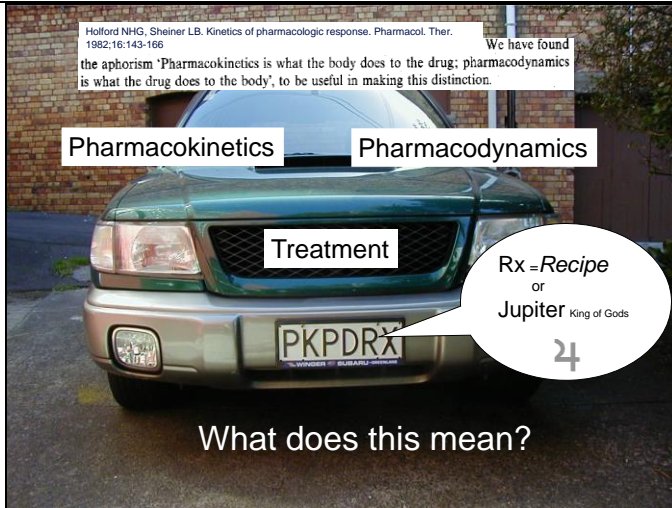 Holford NHG, Sheiner LB. Kinetics of pharmacologic response. Pharmacol. Ther.
1982;16:143-166
We have found
the aphorism 'Pharmacokinetics is what the body does to the drug; pharmacodynamics
is what the drug does to the body', to be useful in making this distinction.
Pharmacokinetics
Pharmacodynamics
Treatment
Rx =Recipe
or
Jupiter King of Gods
♃
PKPDRX
WINGER SUBARU GREENLANE
What does this mean?